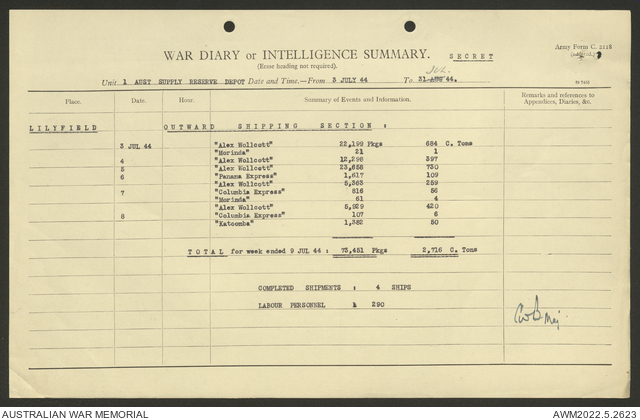 WAR DIARY or INTELLIGENCE SUMMARY. SECRET
Army Form C. 2118
(Erase heading not required).
Unit 1 AUST SUPPLY RESERVE DEPOT Date and Time.—From 3 JULY 44 To 31 JUL 44.
Place. Date. Hour. Summary of Events and Information. Remarks and references to
Appendices, Diaries, &c.
LILYFIELD OUTWARD SHIPPING SECTION :
3 JUL 44 "Alex Wollcott" 22,199 Pkgs 684 C. Tons
"Morinda" 21 1
4 "Alex Wollcott" 12,298 397
5 "Alex Wollcott" 23,658 730
6 "Panama Express" 1,617 109
"Alex Wollcott" 5,363 259
7 "Columbia Express" 816 56
"Morinda" 61 4
"Alex Wollcott" 5,929 420
8 "Columbia Express" 107 6
"Katoomba" 1,382 50
TOTAL for week ended 9 JUL 44 : 73,451 Pkgs 2,716 C. Tons
COMPLETED SHIPMENTS : 4 SHIPS
LABOUR PERSONNEL : 290
Maj.
AUSTRALIAN WAR MEMORIAL AWM2022.5.2623